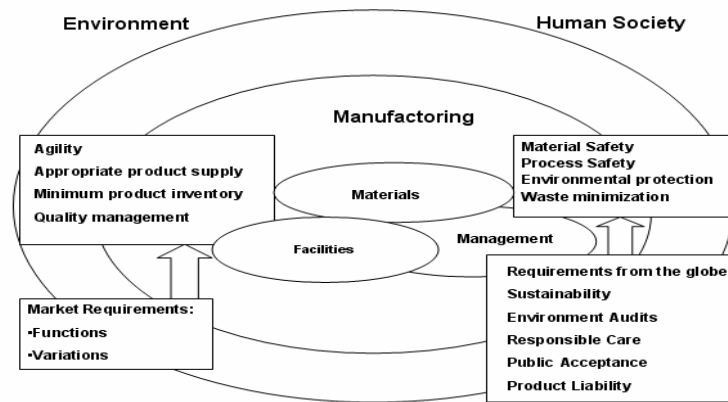 Environment
Human Society
Manufactoring
Agility
Appropriate product supply
Minimum product inventory
Quality management
Material Safety
Process Safety
Environmental protection
Waste minimization
Materials
Facilities
Management
Market Requirements:
•Functions
•Variations
Requirements from the globe
Sustainability
Environment Audits
Responsible Care
Public Acceptance
Product Liability